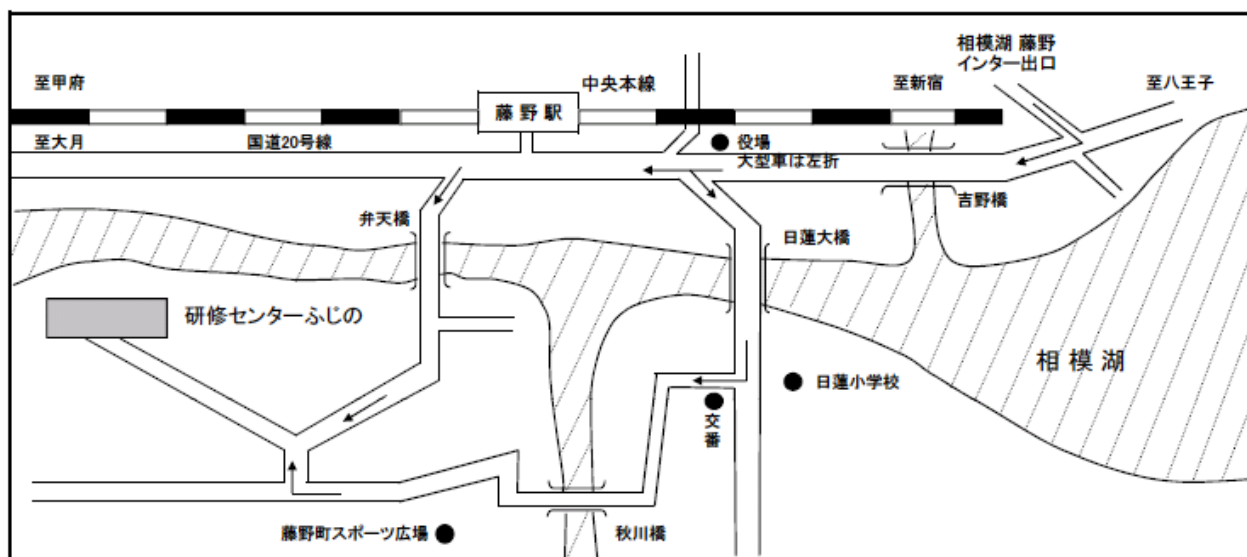 相模湖 藤野
インター出口
至甲府
中央本線
至新宿
至八王子
藤野駅
至大月
国道20号線
役場
大型車は左折
吉野橋
弁天橋
日蓮大橋
研修センターふじの
相模湖
日蓮小学校
交番
藤野町スポーツ広場
秋川橋